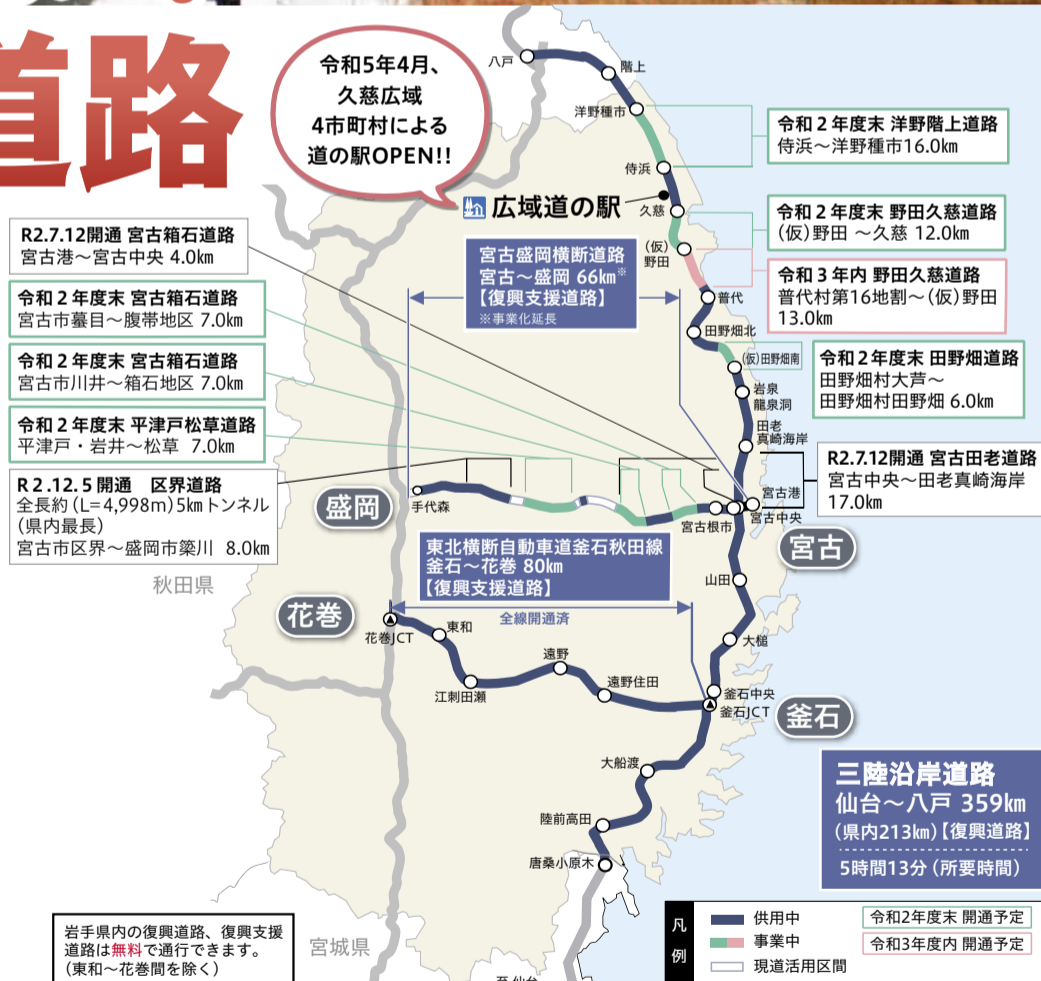 道路
令和5年4月、
久慈広域
4市町村による
道の駅OPEN!!
広域道の駅
八戸
階上
洋野種市
侍浜
久慈
(仮)
野田
普代
田野畑北
(仮)田野畑南
岩泉
龍泉洞
田老
真崎海岸
宮古港
宮古中央
宮古根市
手代森
山田
大槌
釜石中央
釜石JCT
大船渡
陸前高田
唐桑小原木
花巻JCT
東和
江刺田瀬
遠野
遠野住田
盛岡
宮古
花巻
釜石
秋田県
宮城県
令和2年度末 洋野階上道路
侍浜〜洋野種市16.0km
令和2年度末 野田久慈道路
(仮)野田 〜久慈 12.0km
令和3年内 野田久慈道路
普代村第16地割〜(仮)野田
13.0km
令和2年度末 田野畑道路
田野畑村大芦〜
田野畑村田野畑 6.0km
R2.7.12開通 宮古田老道路
宮古中央〜田老真崎海岸
17.0km
R2.7.12開通 宮古箱石道路
宮古港〜宮古中央 4.0km
令和2年度末 宮古箱石道路
宮古市蟇目〜腹帯地区 7.0km
令和2年度末 宮古箱石道路
宮古市川井〜箱石地区 7.0km
令和2年度末 平津戸松草道路
平津戸・岩井〜松草 7.0km
R2.12.5開通 区界道路
全長約(L=4,998m)5kmトンネル
(県内最長)
宮古市区界〜盛岡市簗川 8.0km
宮古盛岡横断道路
宮古〜盛岡 66km※
【復興支援道路】
※事業化延長
東北横断自動車道釜石秋田線
釜石〜花巻 80km
【復興支援道路】
全線開通済
三陸沿岸道路
仙台〜八戸 359km
(県内213km)【復興道路】
5時間13分(所要時間)
岩手県内の復興道路、復興支援
道路は無料で通行できます。
(東和〜花巻間を除く)
凡例
供用中
事業中
現道活用区間
令和2年度末 開通予定
令和3年度内 開通予定